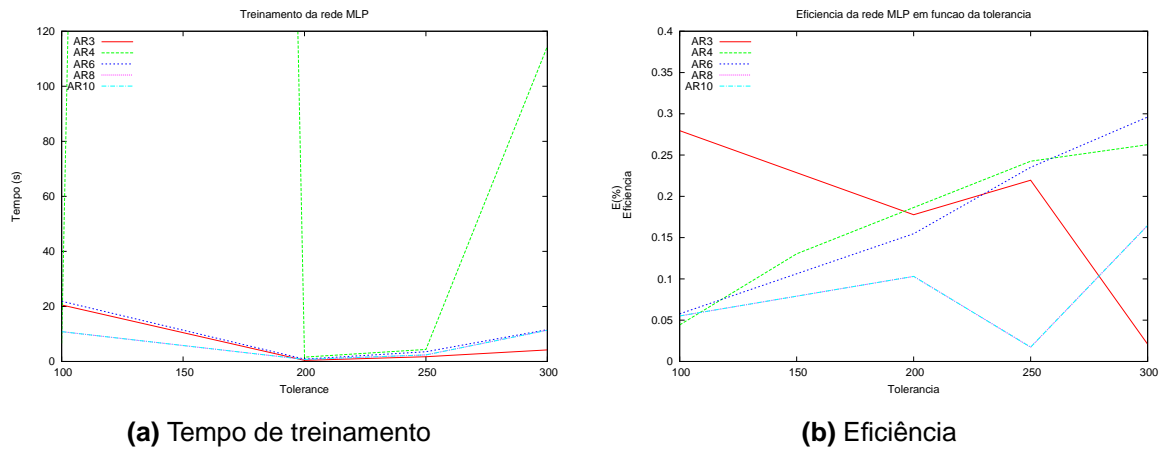 Treinamento da rede MLP
120
100
80
60
40
20
0
Tempo (s)
AR3
AR4
AR6
AR8
AR10
100
150
200
250
300
Tolerance
(a) Tempo de treinamento
Eficiencia da rede MLP em funcao da tolerancia
0.4
0.35
0.3
0.25
0.2
0.15
0.1
0.05
0
E(%)
Eficiencia
AR3
AR4
AR6
AR8
AR10
100
150
200
250
300
Tolerancia
(b) Eficiência